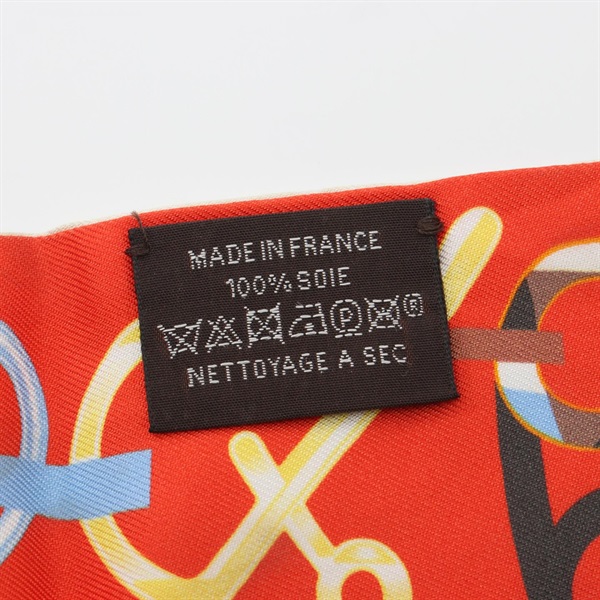 MADE IN FRANCE
100% SOIE
P ®
NETTOYAGE A SEC